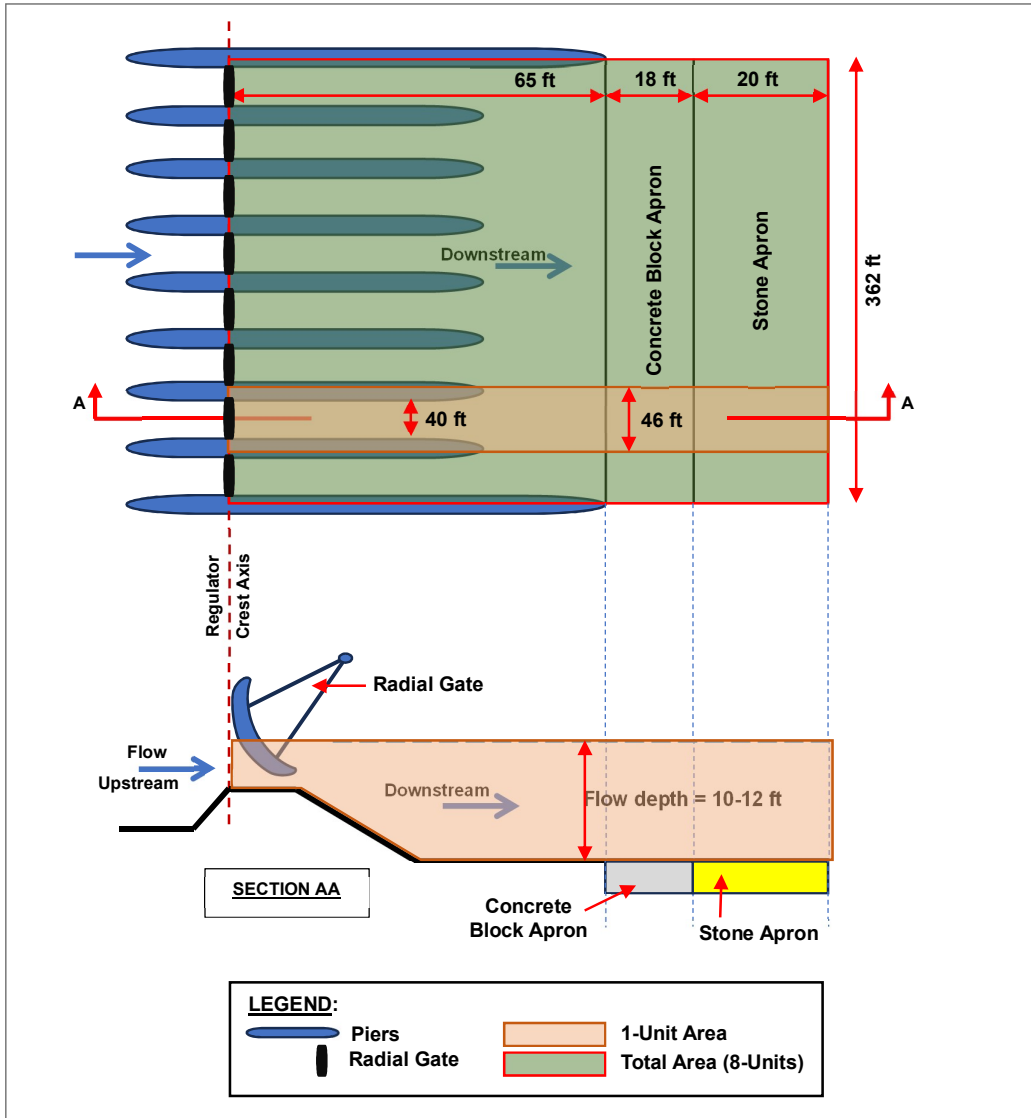 65 ft
18 ft
20 ft
Downstream
Concrete Block Apron
Stone Apron
362 ft
A
A
40 ft
46 ft
Regulator
Crest Axis
Radial Gate
Flow
Upstream
Downstream
Flow depth = 10-12 ft
SECTION AA
Concrete
Block Apron
Stone Apron
LEGEND:
Piers
1-Unit Area
Radial Gate
Total Area (8-Units)